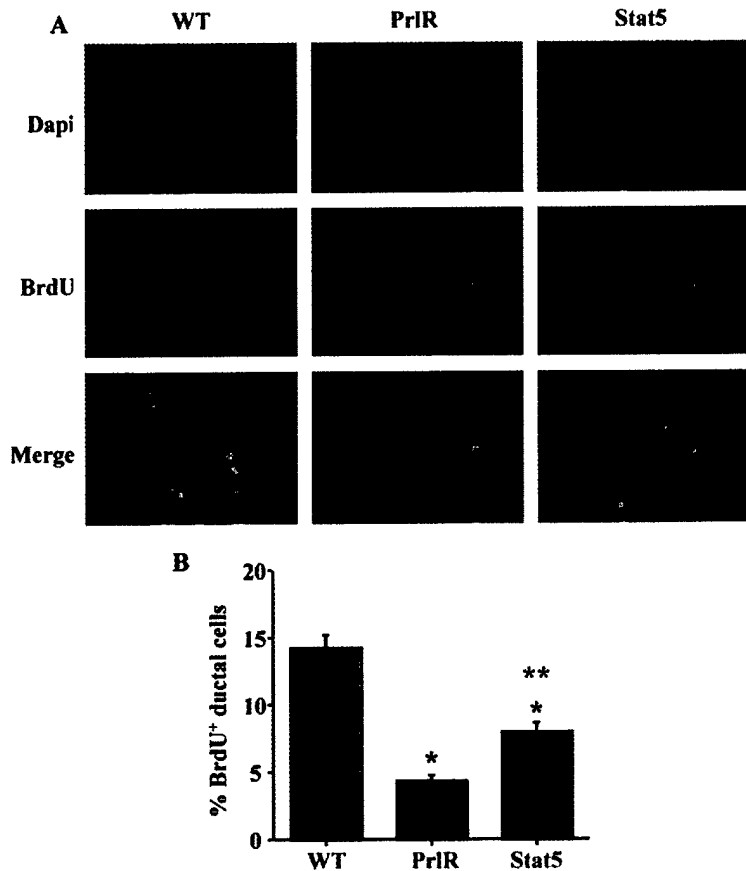 A
WT PrlR Stat5
Dapi
BrdU
Merge
B
% BrdU⁺ ductal cells
20
15
10
5
0
*
**
*
WT PrlR Stat5